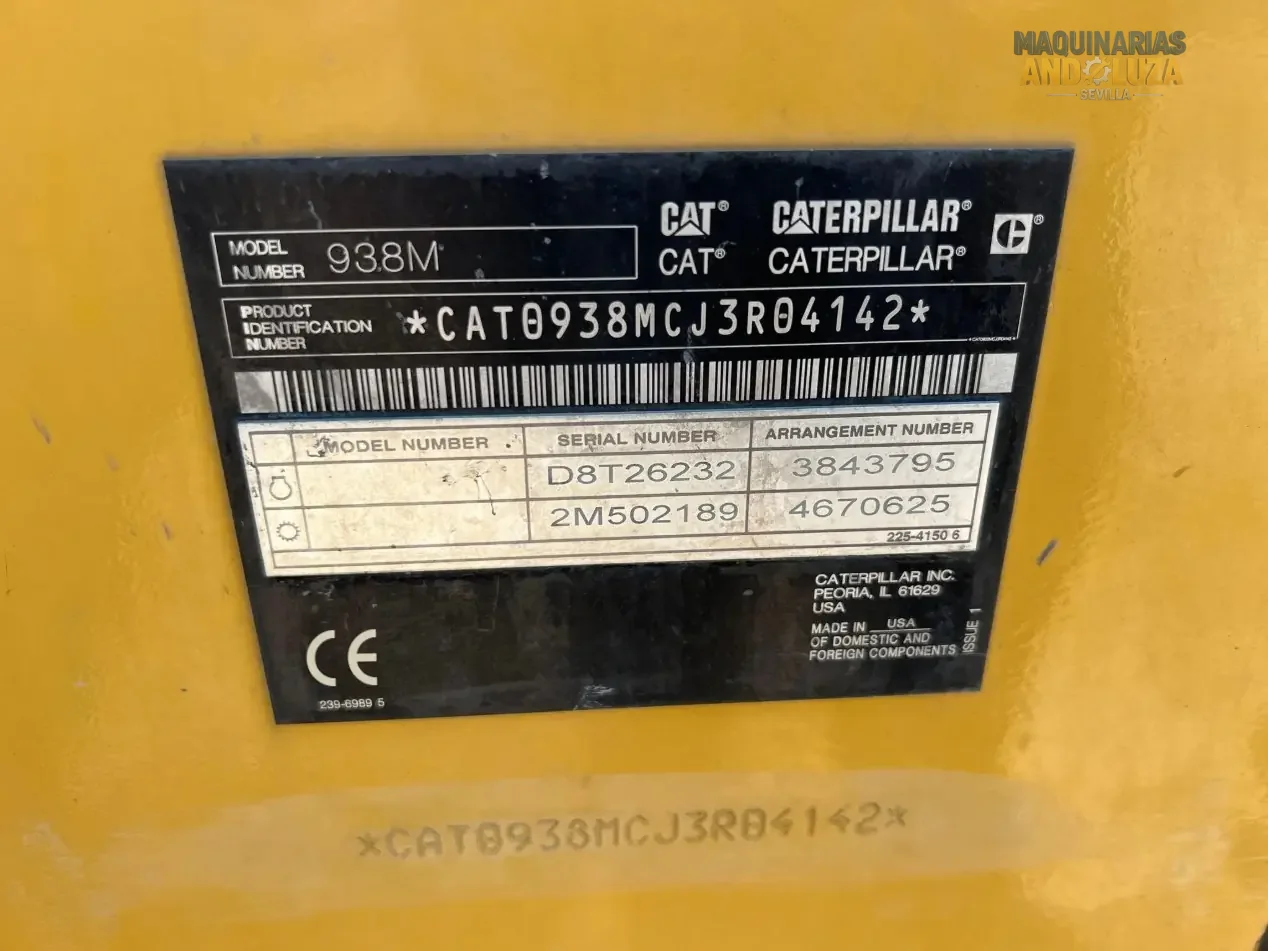 MAQUINARIAS
ANDALUZA
SEVILLA
CAT® CATERPILLAR®
CAT® CATERPILLAR®
MODEL
NUMBER 938M
PRODUCT
IDENTIFICATION
NUMBER
*CAT0938MCJ3R04142*
MODEL NUMBER SERIAL NUMBER ARRANGEMENT NUMBER
D8T26232 3843795
2M502189 4670625
225-4150 6
CATERPILLAR INC.
PEORIA, IL 61629
USA
MADE IN USA
OF DOMESTIC AND
FOREIGN COMPONENTS
ISSUE 1
CE
239-6989 5
*CAT0938MCJ3R04142*